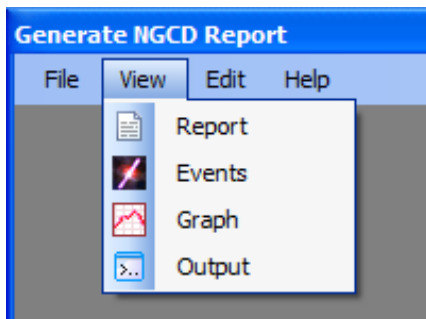 Generate NGCD Report
File View Edit Help
Report
Events
Graph
Output